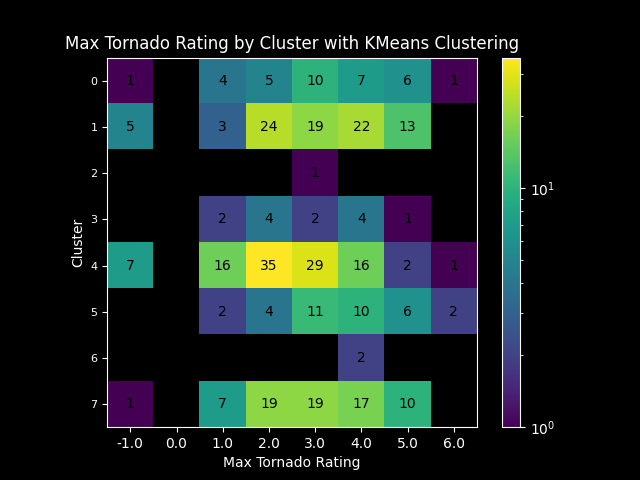 Max Tornado Rating by Cluster with KMeans Clustering
0 1 4 5 10 7 6 1
1 5 3 24 19 22 13
2 1
3 2 4 2 4 1
4 7 16 35 29 16 2 1
5 2 4 11 10 6 2
6 2
7 1 7 19 19 17 10
-1.0 0.0 1.0 2.0 3.0 4.0 5.0 6.0
Max Tornado Rating
Cluster
10¹
10⁰